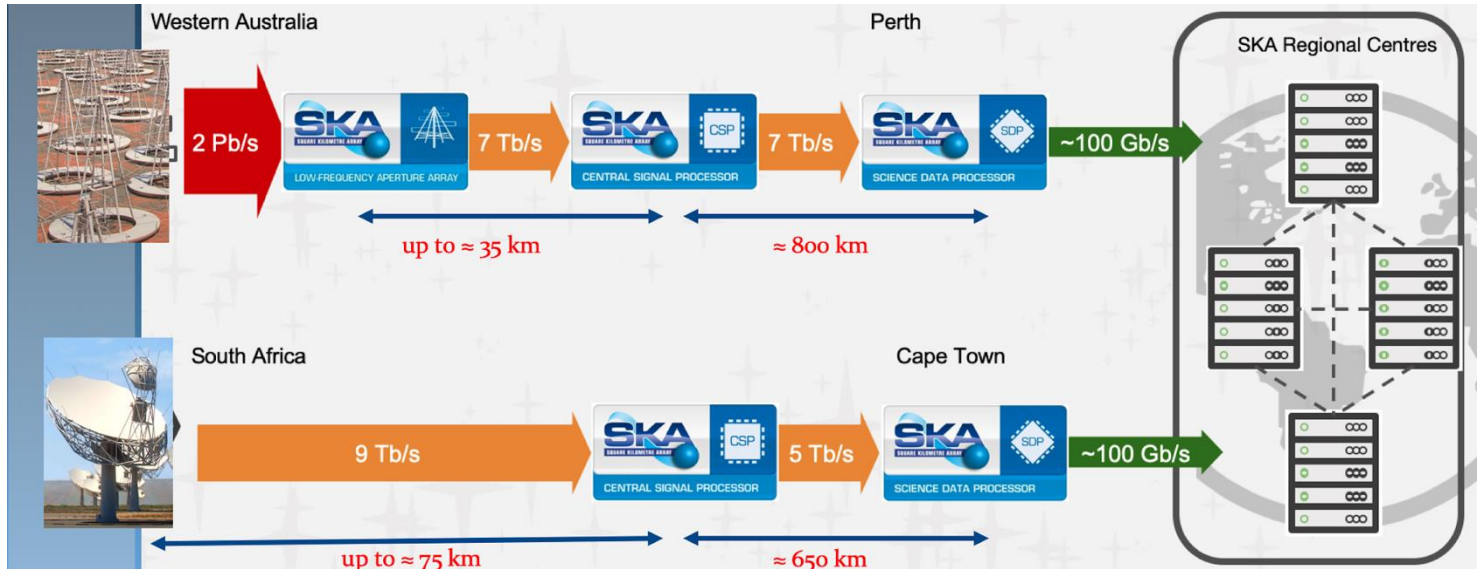 Western Australia
Perth
SKA Regional Centres
2 Pb/s
SKA
SQUARE KILOMETRE ARRAY
LOW-FREQUENCY APERTURE ARRAY
7 Tb/s
SKA
SQUARE KILOMETRE ARRAY
CSP
CENTRAL SIGNAL PROCESSOR
7 Tb/s
SKA
SQUARE KILOMETRE ARRAY
SDP
SCIENCE DATA PROCESSOR
~100 Gb/s
up to ≈ 35 km
≈ 800 km
South Africa
Cape Town
9 Tb/s
SKA
SQUARE KILOMETRE ARRAY
CSP
CENTRAL SIGNAL PROCESSOR
5 Tb/s
SKA
SQUARE KILOMETRE ARRAY
SDP
SCIENCE DATA PROCESSOR
~100 Gb/s
up to ≈ 75 km
≈ 650 km